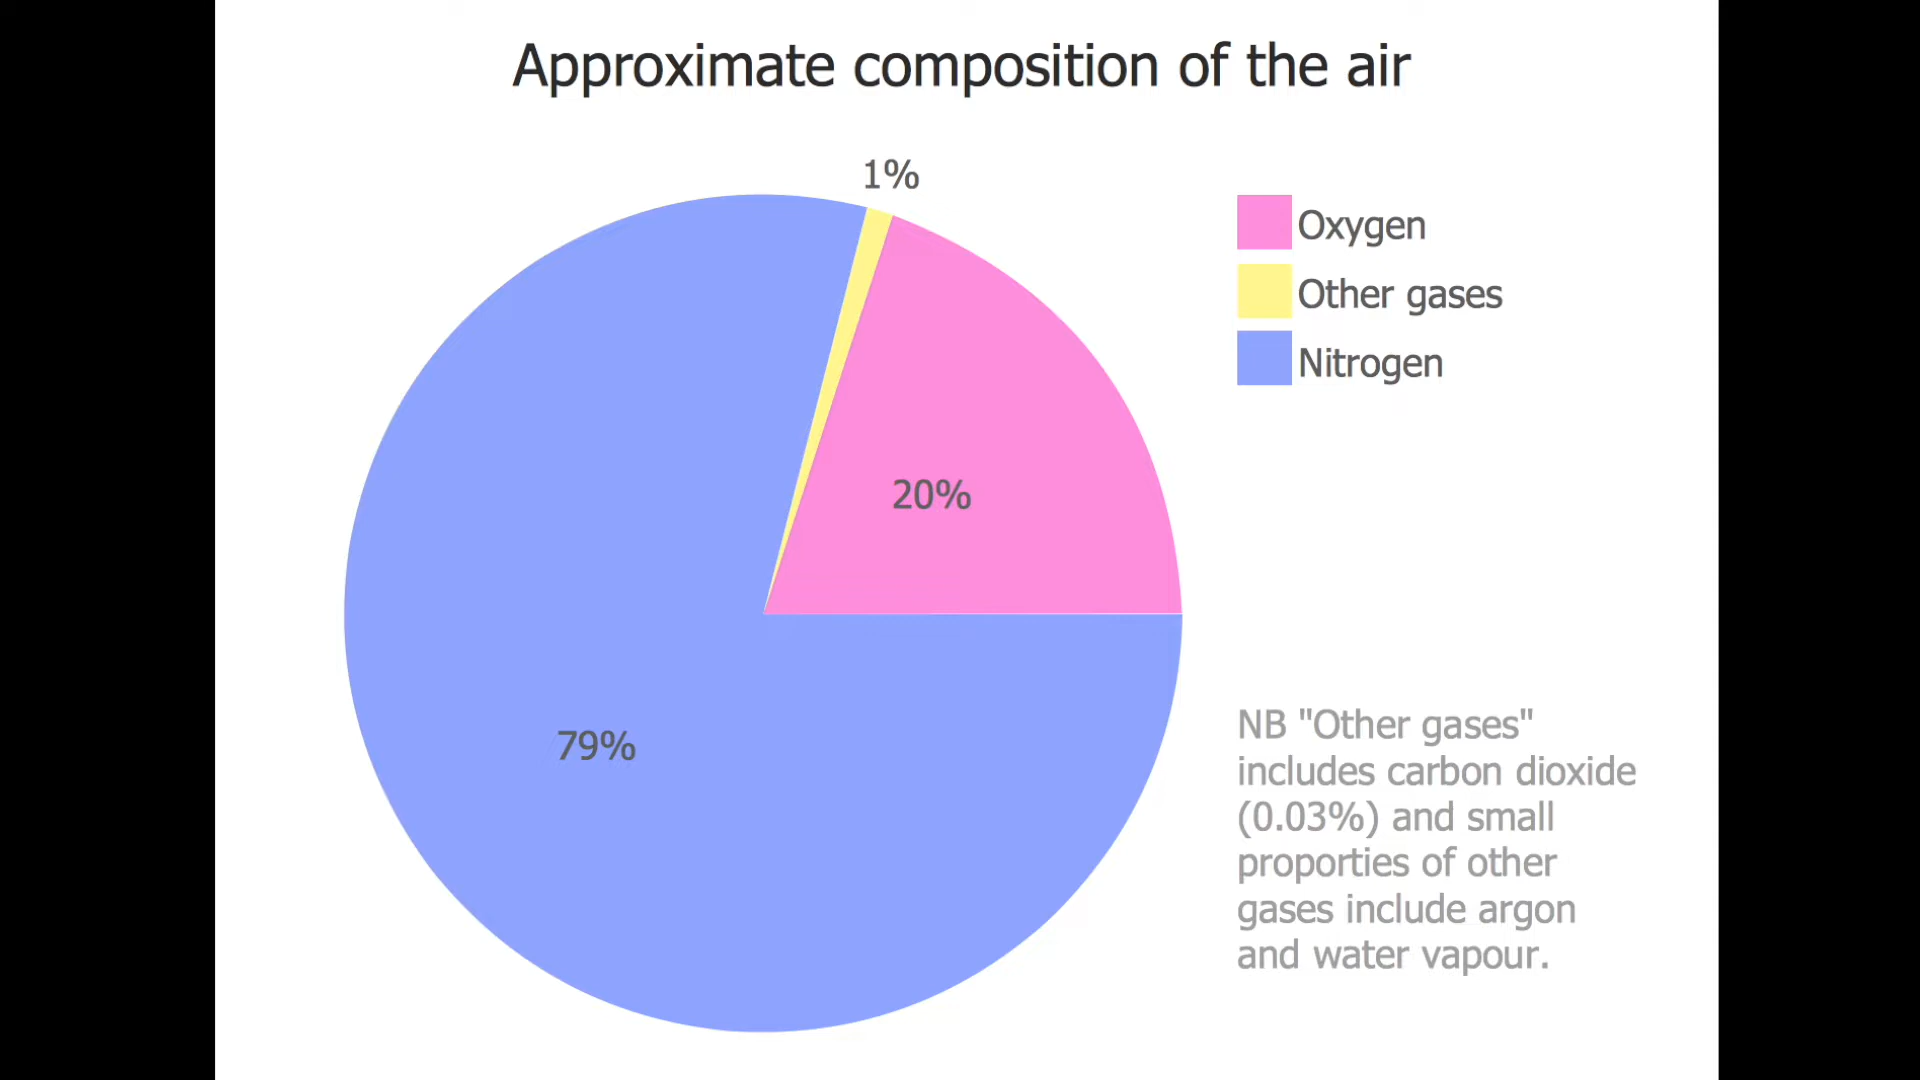 Approximate composition of the air
1%
Oxygen
Other gases
Nitrogen
20%
79%
NB "Other gases"
includes carbon dioxide
(0.03%) and small
proporties of other
gases include argon
and water vapour.